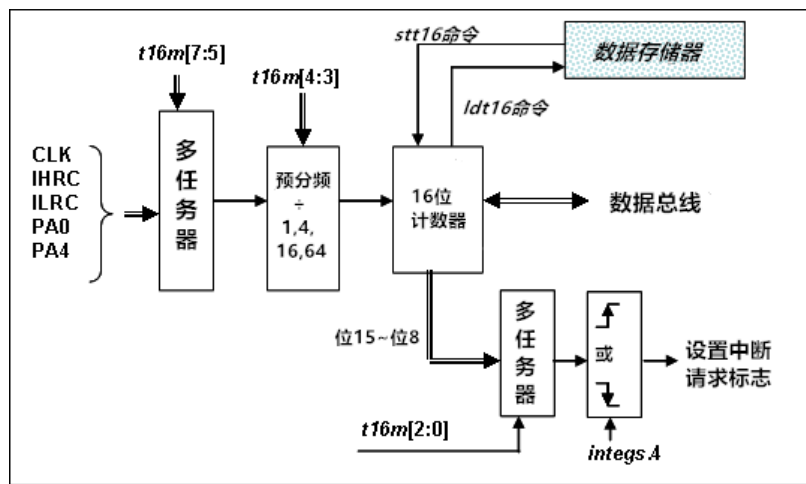 stt16命令
数据存储器
t16m[7:5]
t16m[4:3]
ldt16命令
CLK
IHRC
ILRC
PA0
PA4
多任务器
预分频
÷
1,4,
16,64
16位
计数器
数据总线
位15~位8
多任务器
或
设置中断
请求标志
t16m[2:0]
integs.4